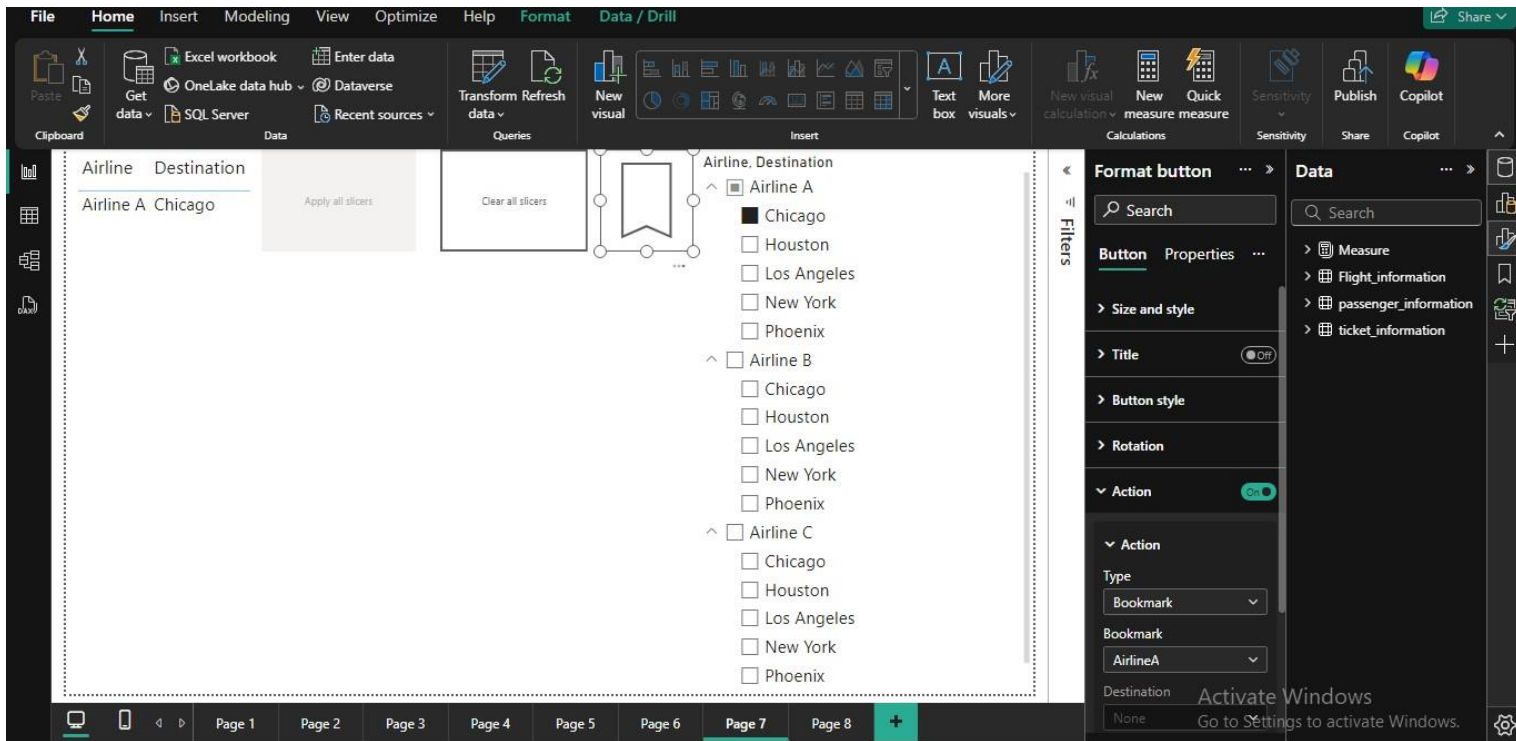 File Home Insert Modeling View Optimize Help Format Data / Drill Share
Paste
Get data
Excel workbook
OneLake data hub
SQL Server
Enter data
Dataverse
Recent sources
Transform data
Refresh
New visual
Text box
More visuals
New visual calculation
New measure
Quick measure
Sensitivity
Publish
Copilot
Clipboard Data Queries Insert Calculations Sensitivity Share Copilot
Airline Destination
Airline A Chicago
Apply all slicers
Clear all slicers
Airline, Destination
Airline A
Chicago
Houston
Los Angeles
New York
Phoenix
Airline B
Chicago
Houston
Los Angeles
New York
Phoenix
Airline C
Chicago
Houston
Los Angeles
New York
Phoenix
Filters
Format button
Search
Button Properties
Size and style
Title Off
Button style
Rotation
Action On
Action
Type
Bookmark
Bookmark
AirlineA
Destination
None
Data
Search
Measure
Flight_information
passenger_information
ticket_information
Activate Windows
Go to Settings to activate Windows.
Page 1 Page 2 Page 3 Page 4 Page 5 Page 6 Page 7 Page 8